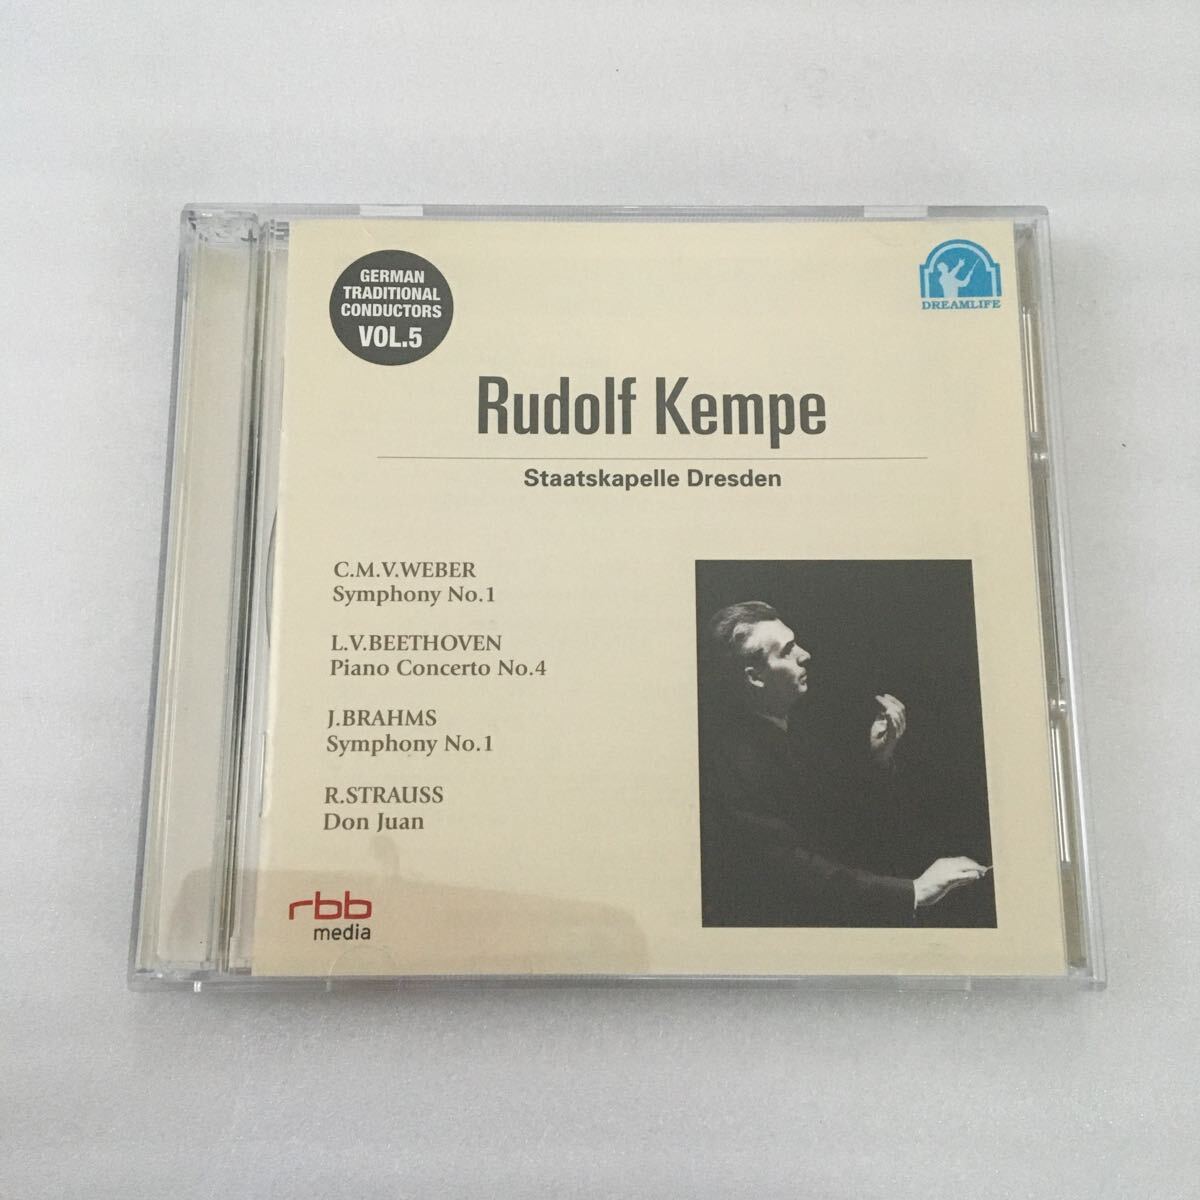 GERMAN
TRADITIONAL
CONDUCTORS
VOL.5
DREAMLIFE
Rudolf Kempe
Staatskapelle Dresden
C.M.V.WEBER
Symphony No.1
L.V.BEETHOVEN
Piano Concerto No.4
J.BRAHMS
Symphony No.1
R.STRAUSS
Don Juan
rbb
media